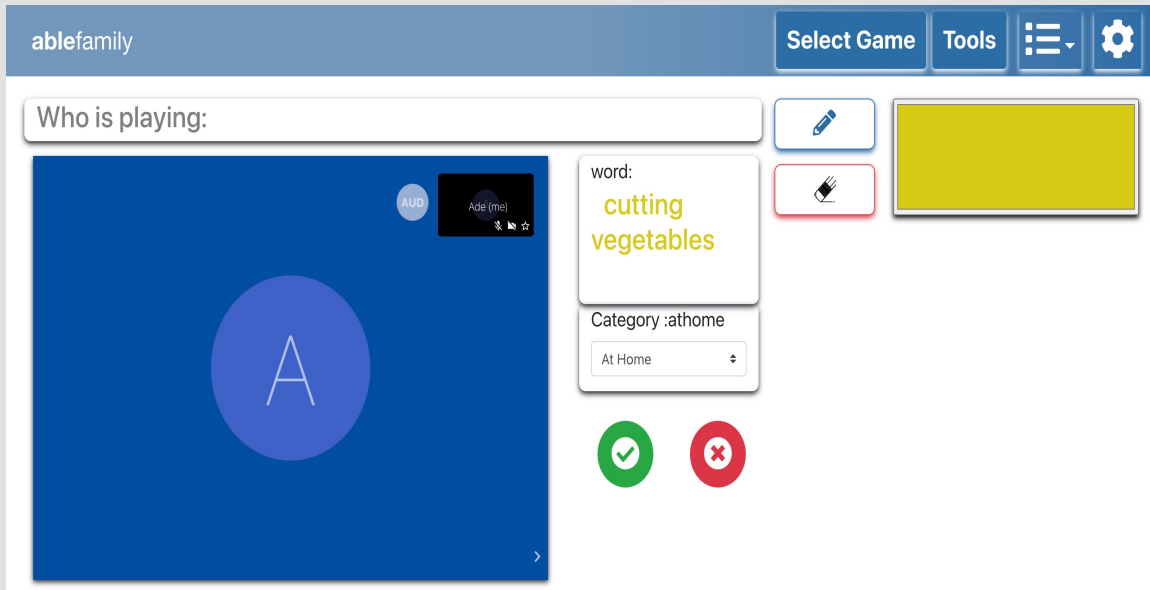 ablefamily
Select Game
Tools
Who is playing:
AUD
Ade (me)
A
word:
cutting
vegetables
Category :athome
At Home